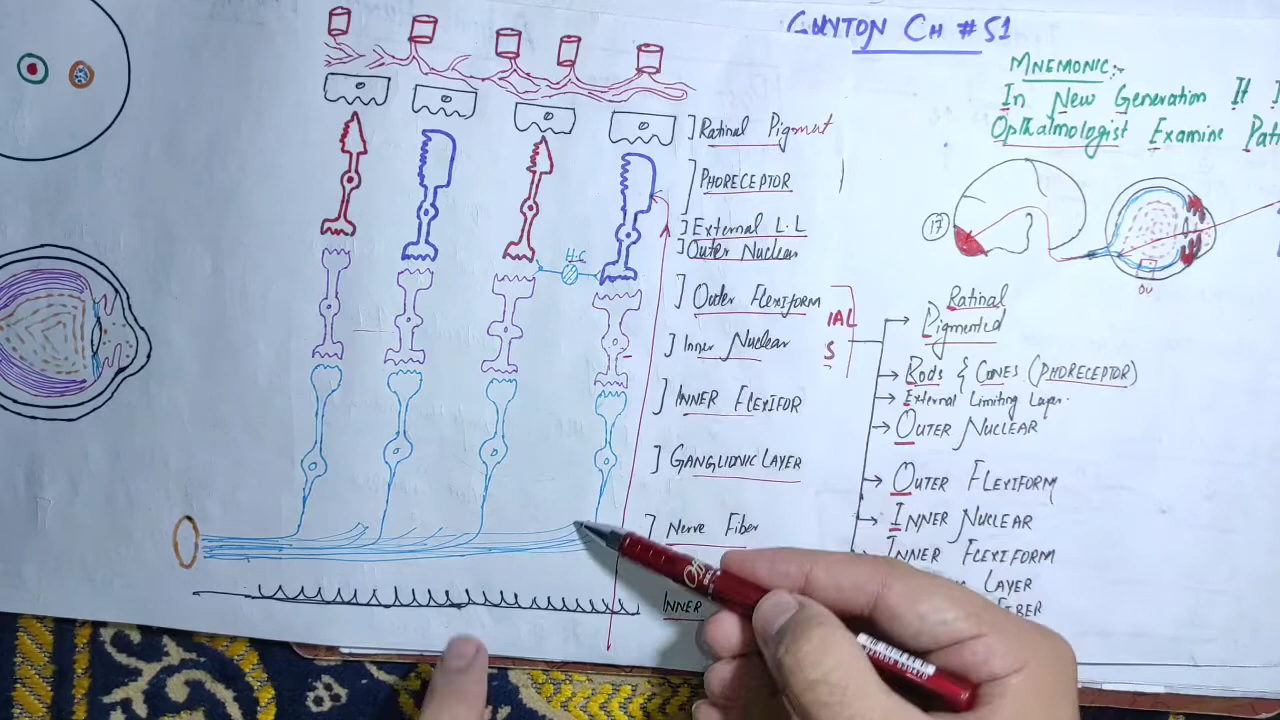 GUYTON CH # 51
MNEMONIC:-
In New Generation It
Opthalmologist Examine Pati
Ratinal Pigment
PHORECEPTOR
External L.L
Outer Nuclear
Outer FLEXIFORM
Inner Nuclear
INNER FLEXIFOR
GANGLIONIC LAYER
Nerve Fiber
INNER
H.C
IAL
S
17
Ratinal
Pigmented
Rods & Cones (PHORECEPTOR)
External Limiting Layer.
OUTER NUCLEAR
OUTER FLEXIFORM
INNER NUCLEAR
INNER FLEXIFORM
LAYER
FIBER